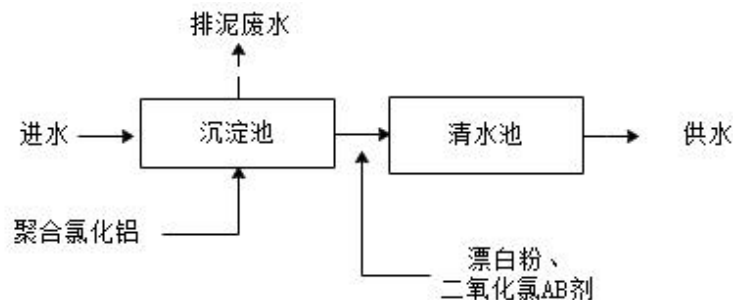 排泥废水
进水
沉淀池
清水池
供水
聚合氯化铝
漂白粉、
二氧化氯AB剂